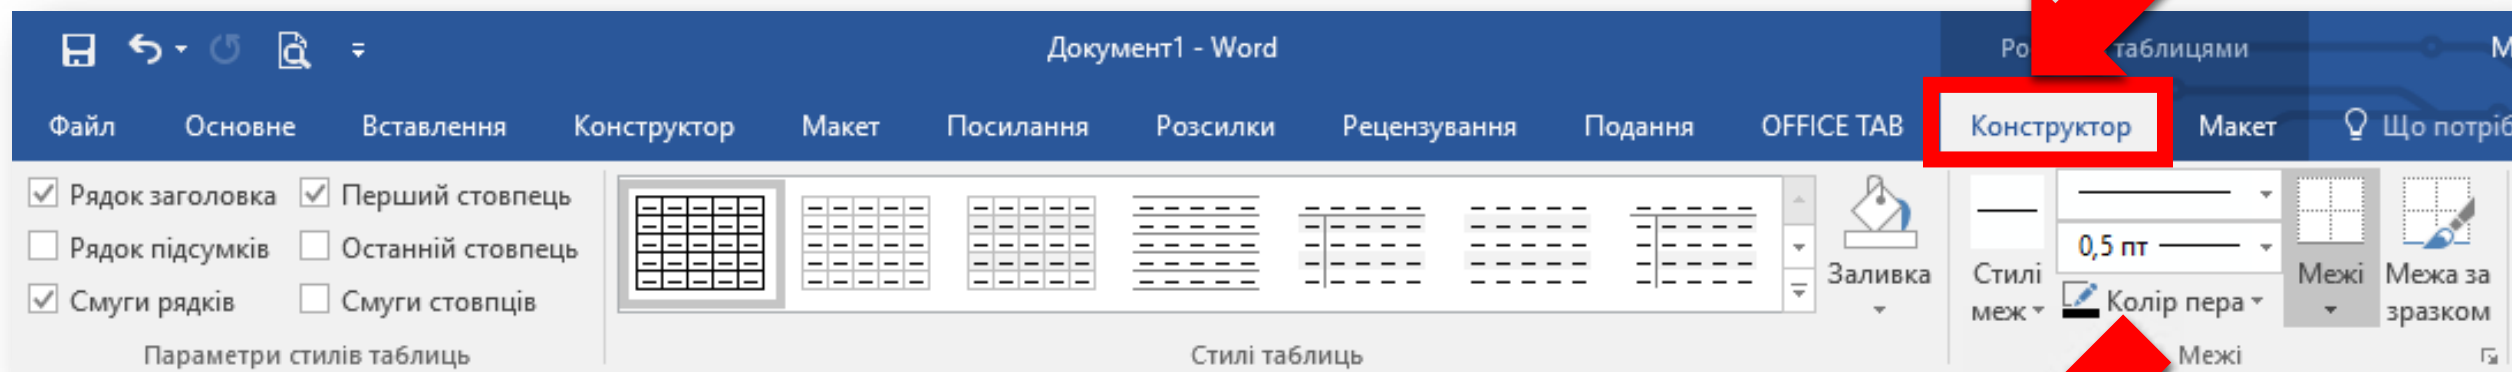 Документ1 - Word
таблицями
Файл Основне Вставлення Конструктор Макет Посилання Розсилки Рецензування Подання OFFICE TAB Конструктор Макет Що
Рядок заголовка Перший стовпець
Рядок підсумків Останній стовпець
Смуги рядків Смуги стовпців
Параметри стилів таблиць
Стилі таблиць
Заливка
Стилі
меж
0,5 пт
Колір пера
Межі
Межа за
зразком
Межі